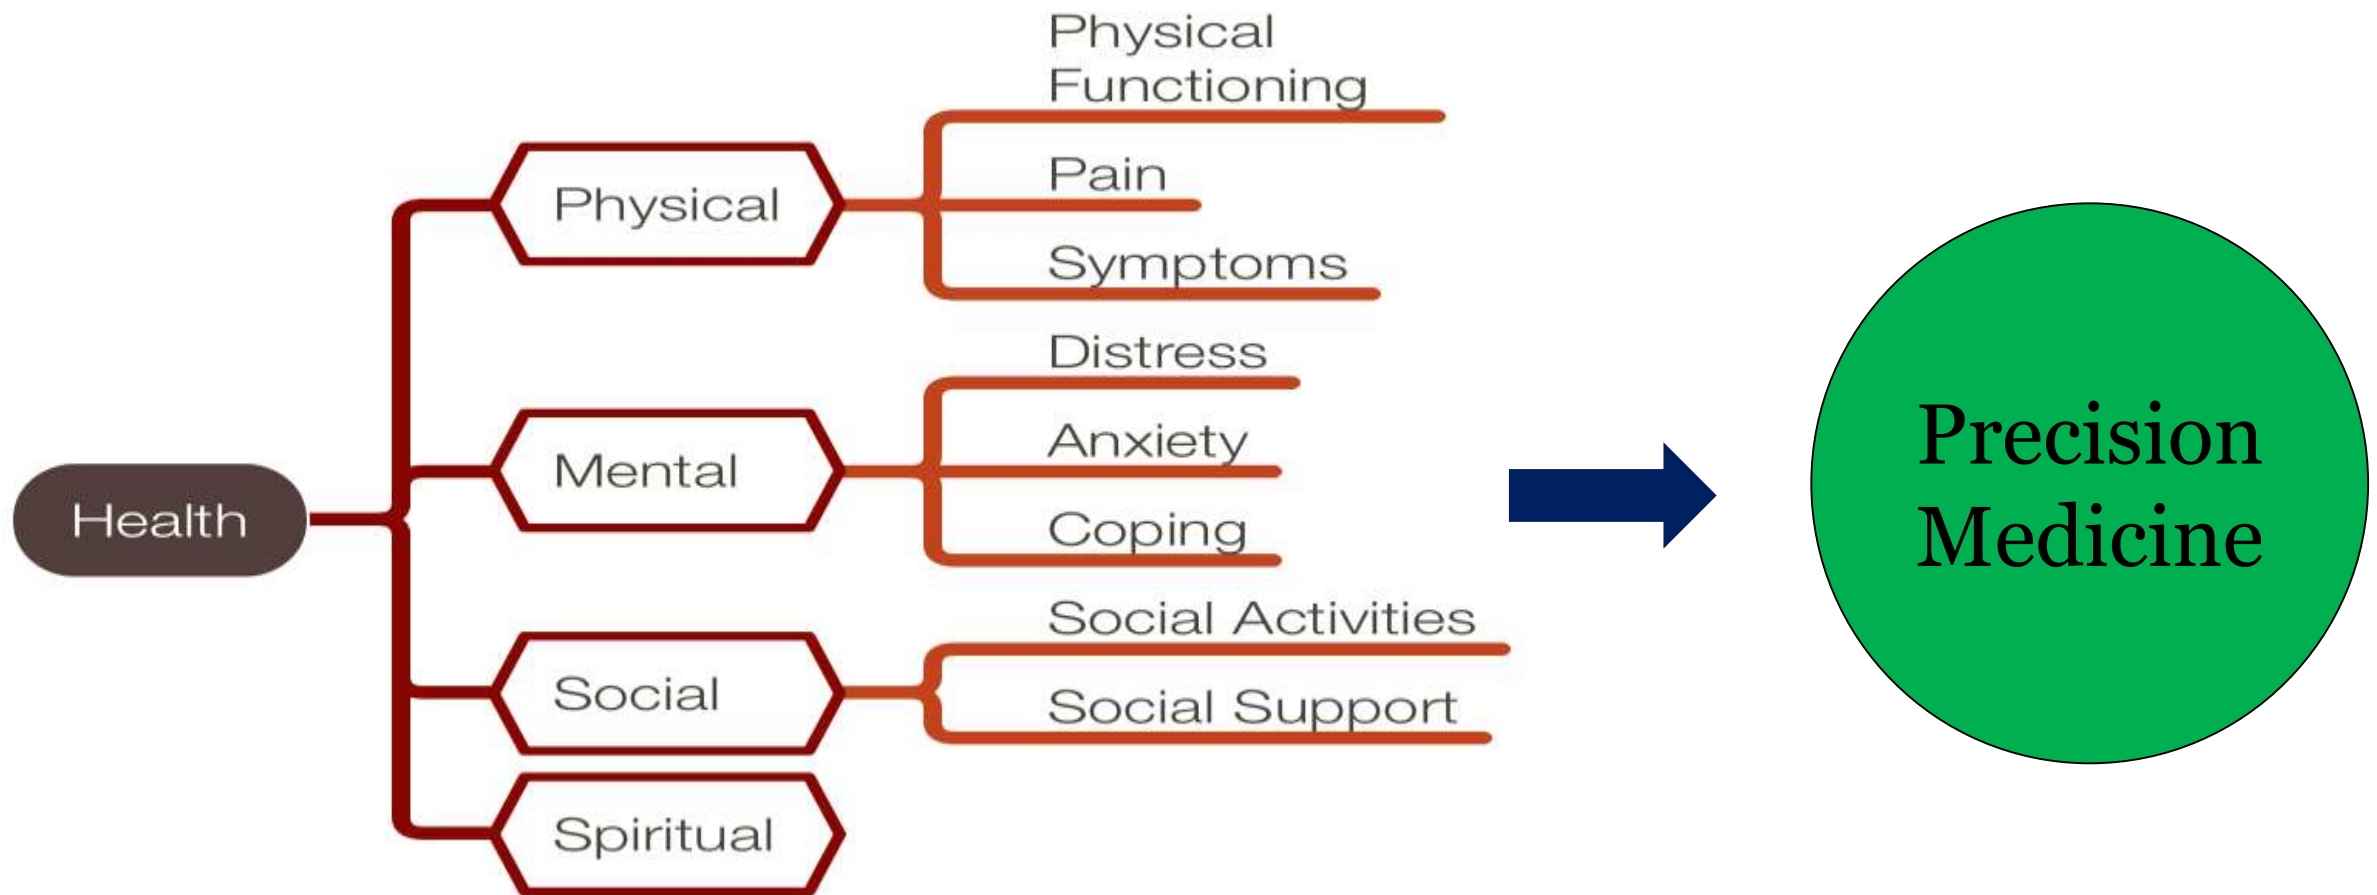 Health
Physical
Physical
Functioning
Pain
Symptoms
Mental
Distress
Anxiety
Coping
Social
Social Activities
Social Support
Spiritual
Precision
Medicine